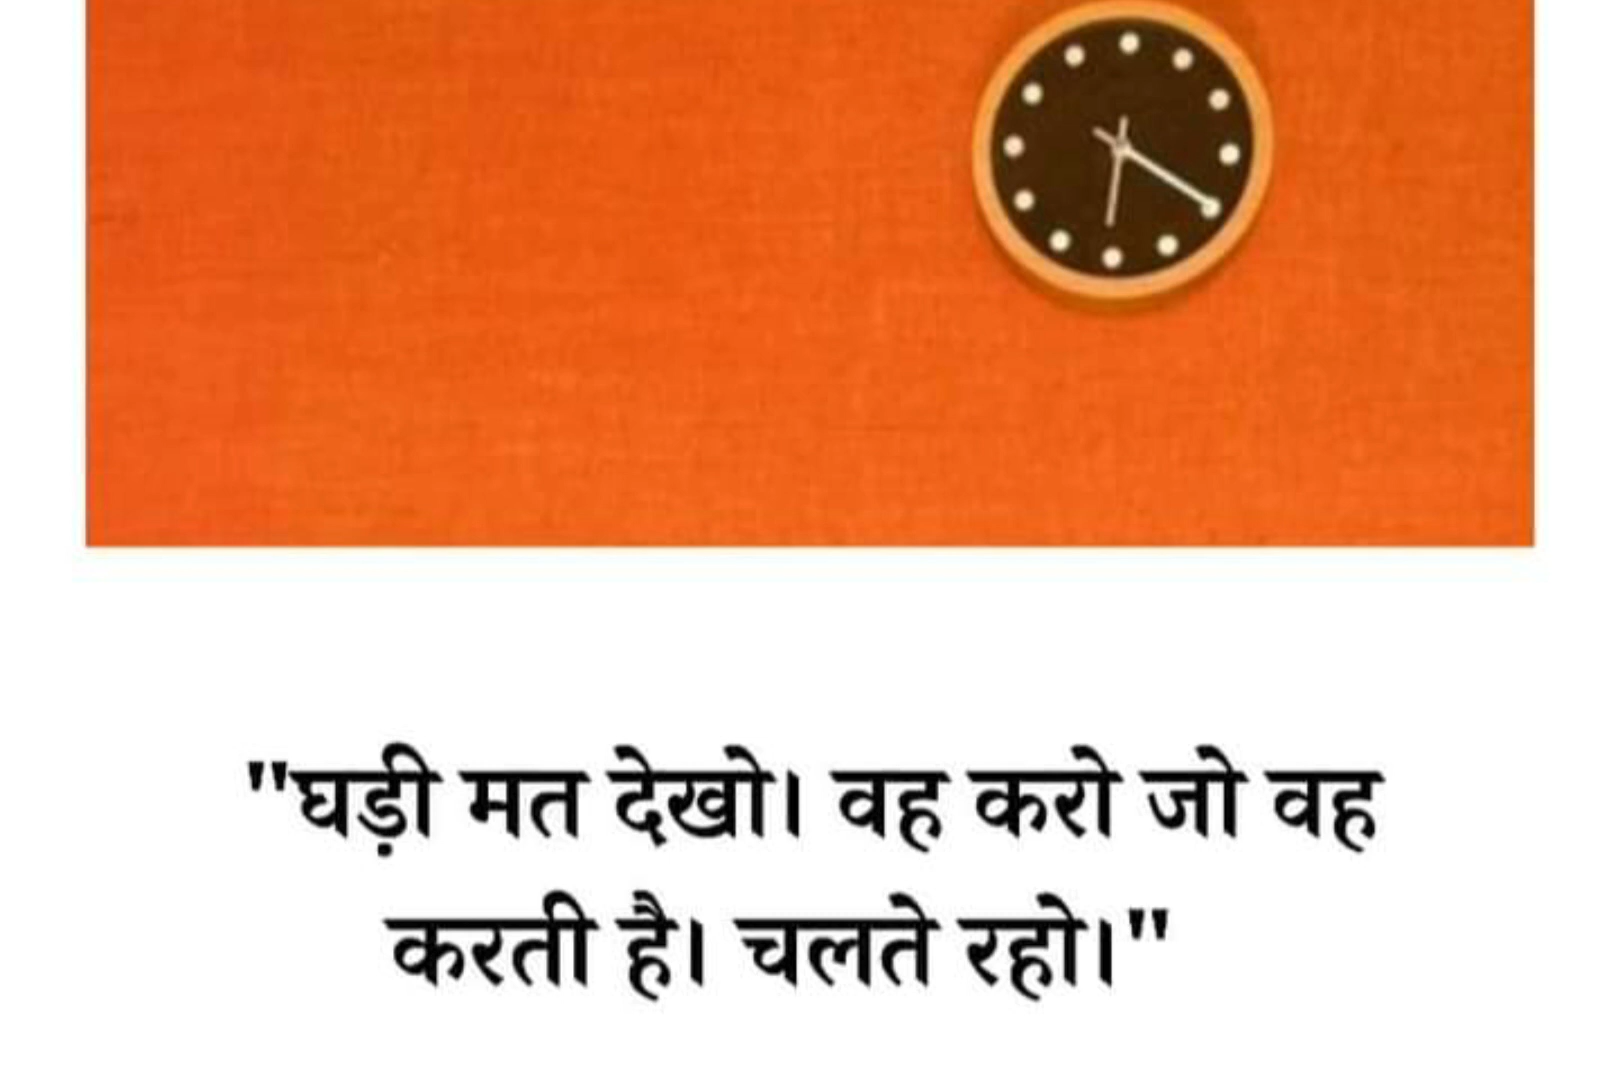 "घड़ी मत देखो। वह करो जो वह
करती है। चलते रहो।"